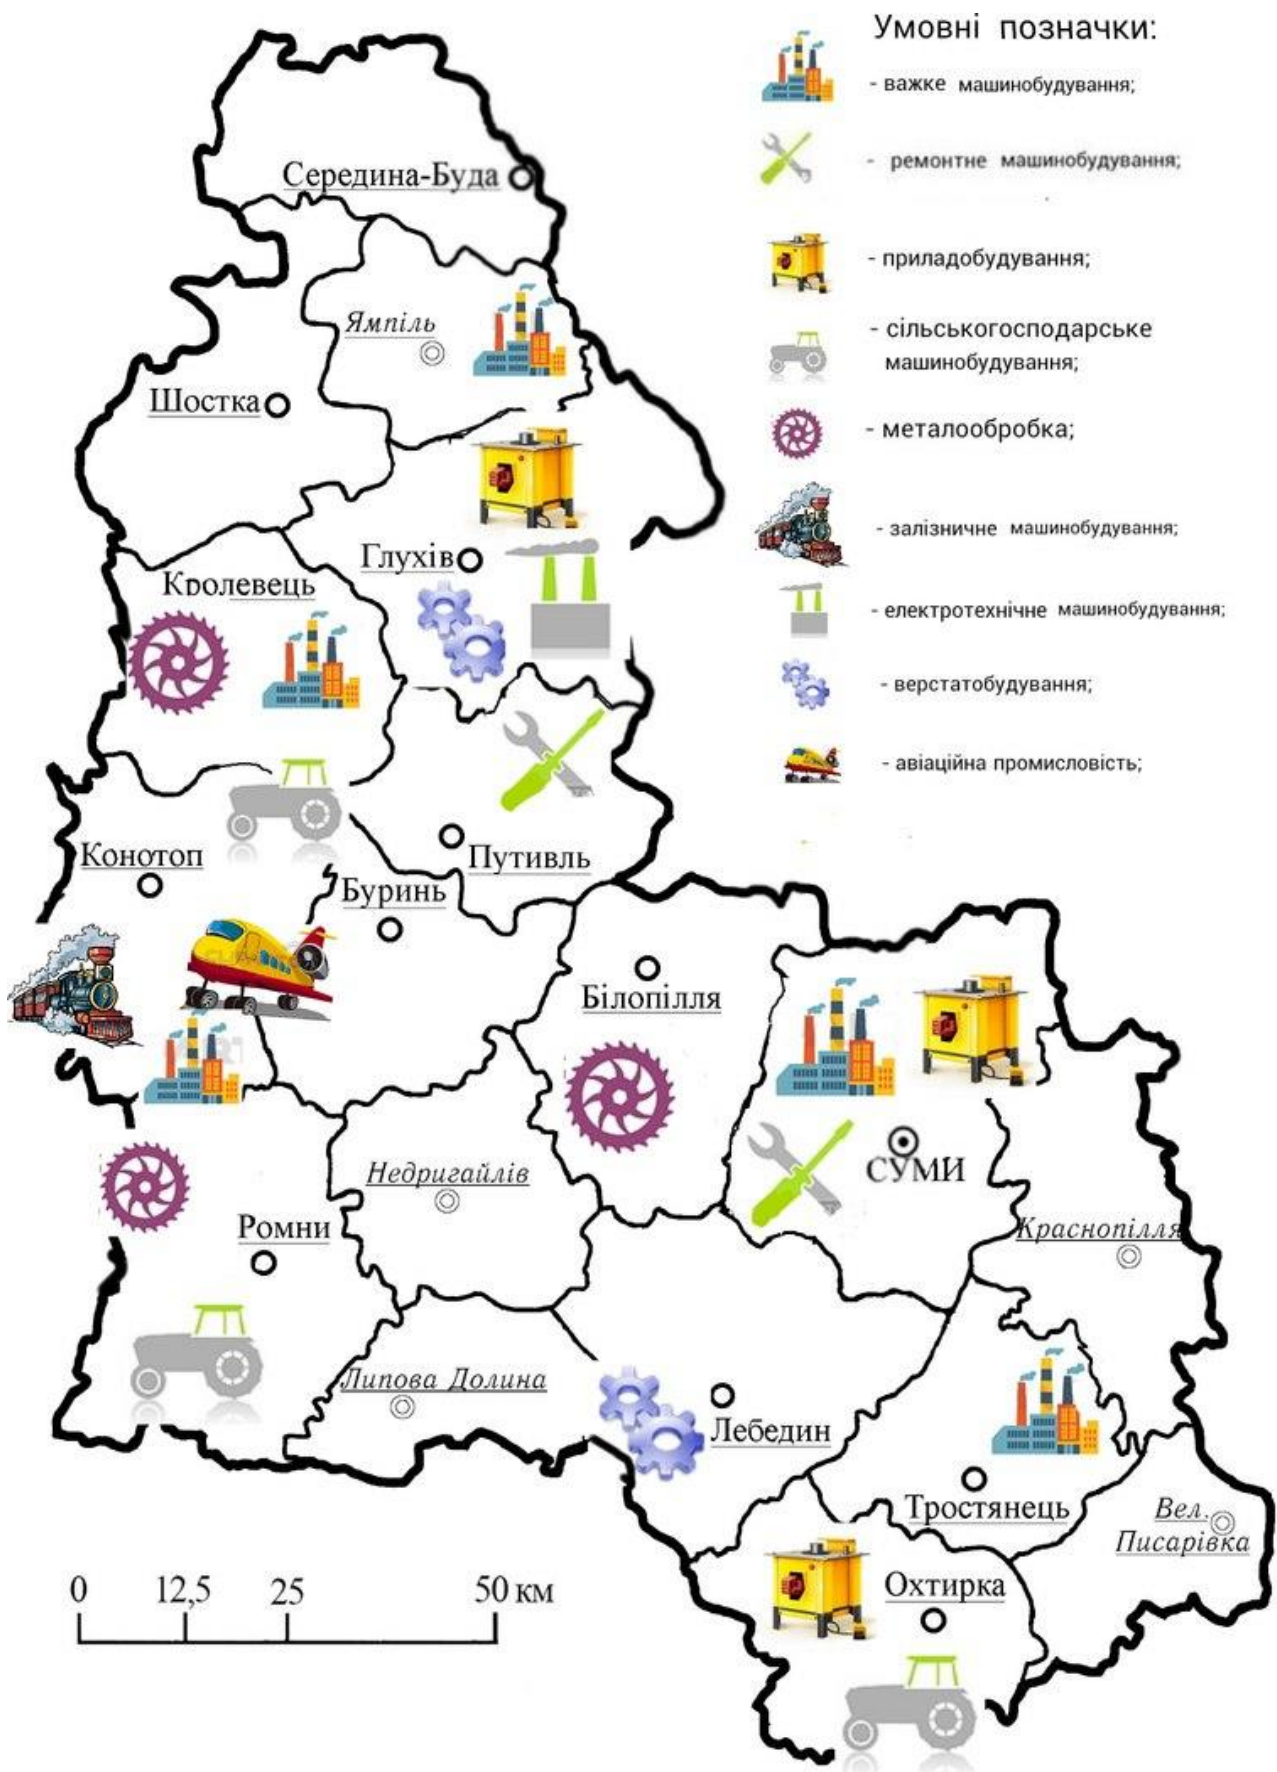 Умовні позначки:
- важке машинобудування;
- ремонтне машинобудування;
- приладобудування;
- сільськогосподарське
машинобудування;
- металообробка;
- залізничне машинобудування;
- електротехнічне машинобудування;
- верстатобудування;
- авіаційна промисловість;
Середина-Буда
Ямпіль
Шостка
Глухів
Кролевець
Конотоп
Путивль
Буринь
Білопілля
СУМИ
Недригайлів
Ромни
Краснопілля
Липова Долина
Лебедин
Тростянець
Вел.
Писарівка
Охтирка
0 12,5 25 50 км